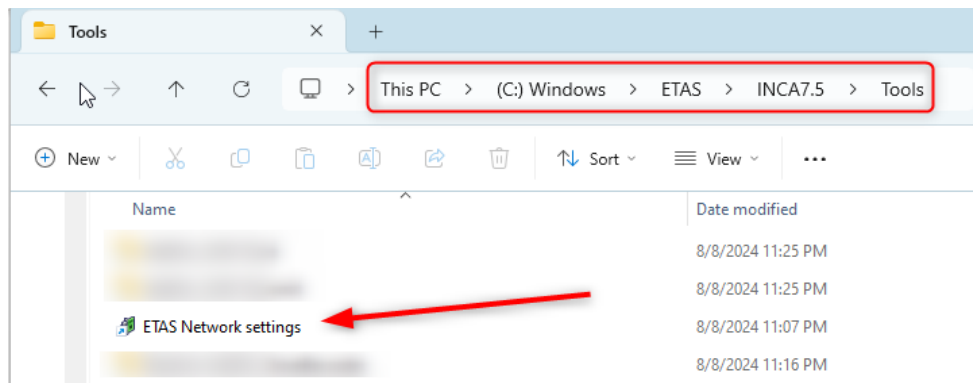 Tools
This PC > (C:) Windows > ETAS > INCA7.5 > Tools
New Sort View
Name Date modified
8/8/2024 11:25 PM
8/8/2024 11:25 PM
ETAS Network settings 8/8/2024 11:07 PM
8/8/2024 11:16 PM